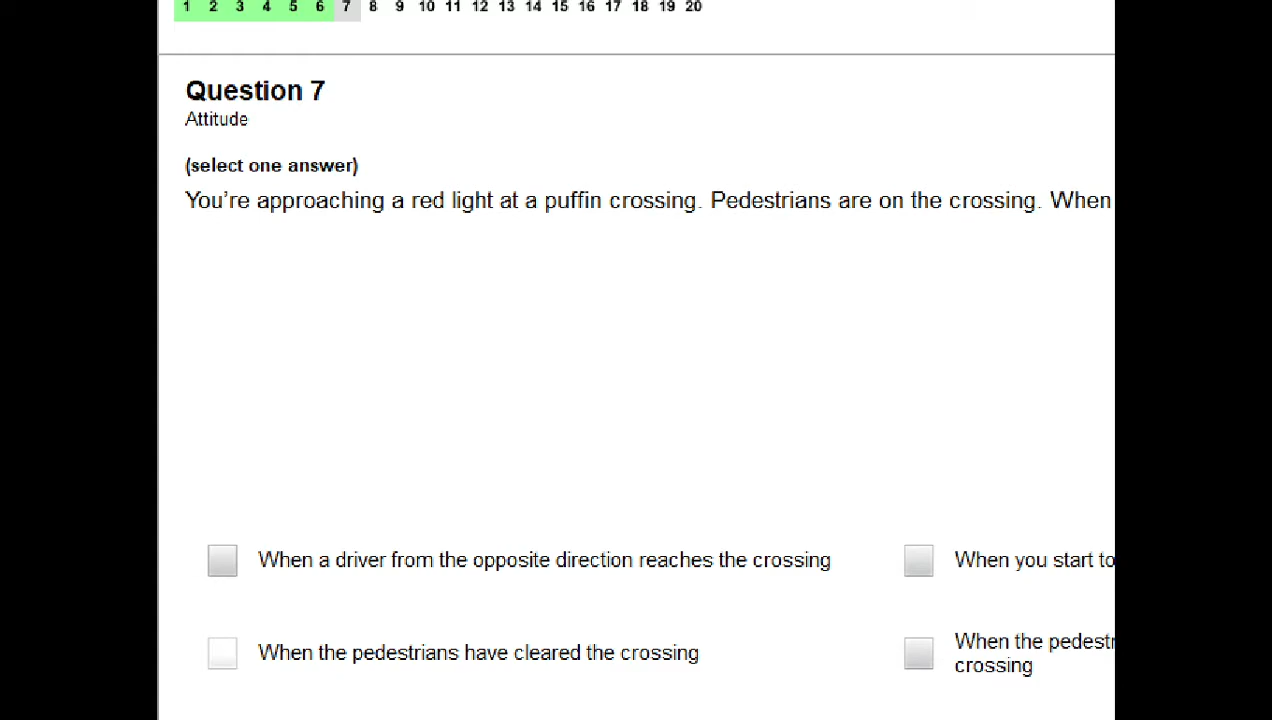 1 2 3 4 5 6 7 8 9 10 11 12 13 14 15 16 17 18 19 20
Question 7
Attitude
(select one answer)
You’re approaching a red light at a puffin crossing. Pedestrians are on the crossing. When
When a driver from the opposite direction reaches the crossing
When you start to
When the pedestrians have cleared the crossing
When the pedestr
crossing